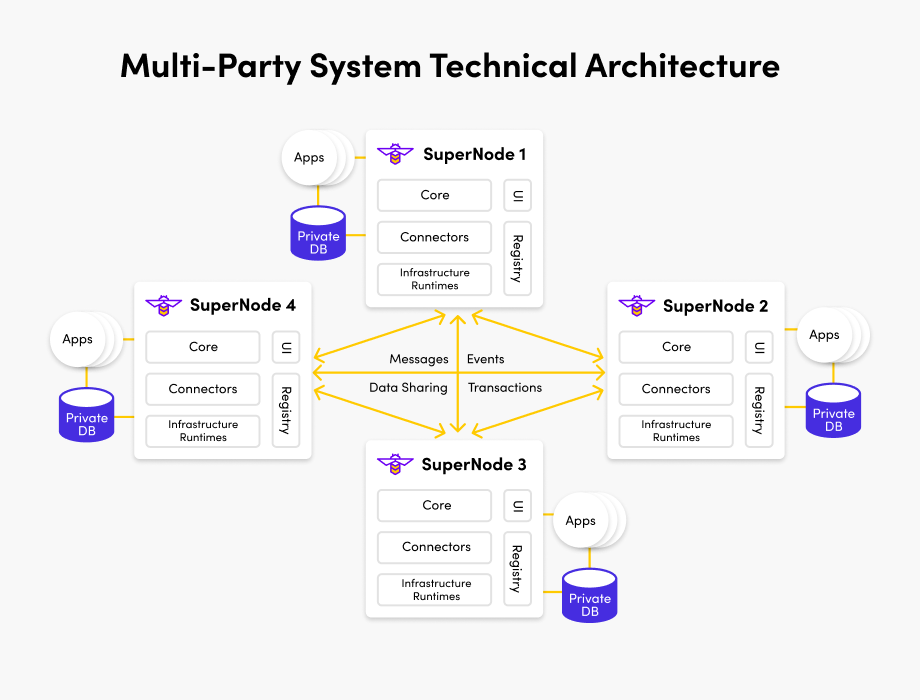 Multi-Party System Technical Architecture
Apps
Private
DB
SuperNode 1
Core
UI
Connectors
Registry
Infrastructure
Runtimes
Apps
Private
DB
SuperNode 4
Core
UI
Connectors
Registry
Infrastructure
Runtimes
Messages
Events
Data Sharing
Transactions
SuperNode 2
Core
UI
Connectors
Registry
Infrastructure
Runtimes
Apps
Private
DB
SuperNode 3
Core
UI
Connectors
Registry
Infrastructure
Runtimes
Apps
Private
DB